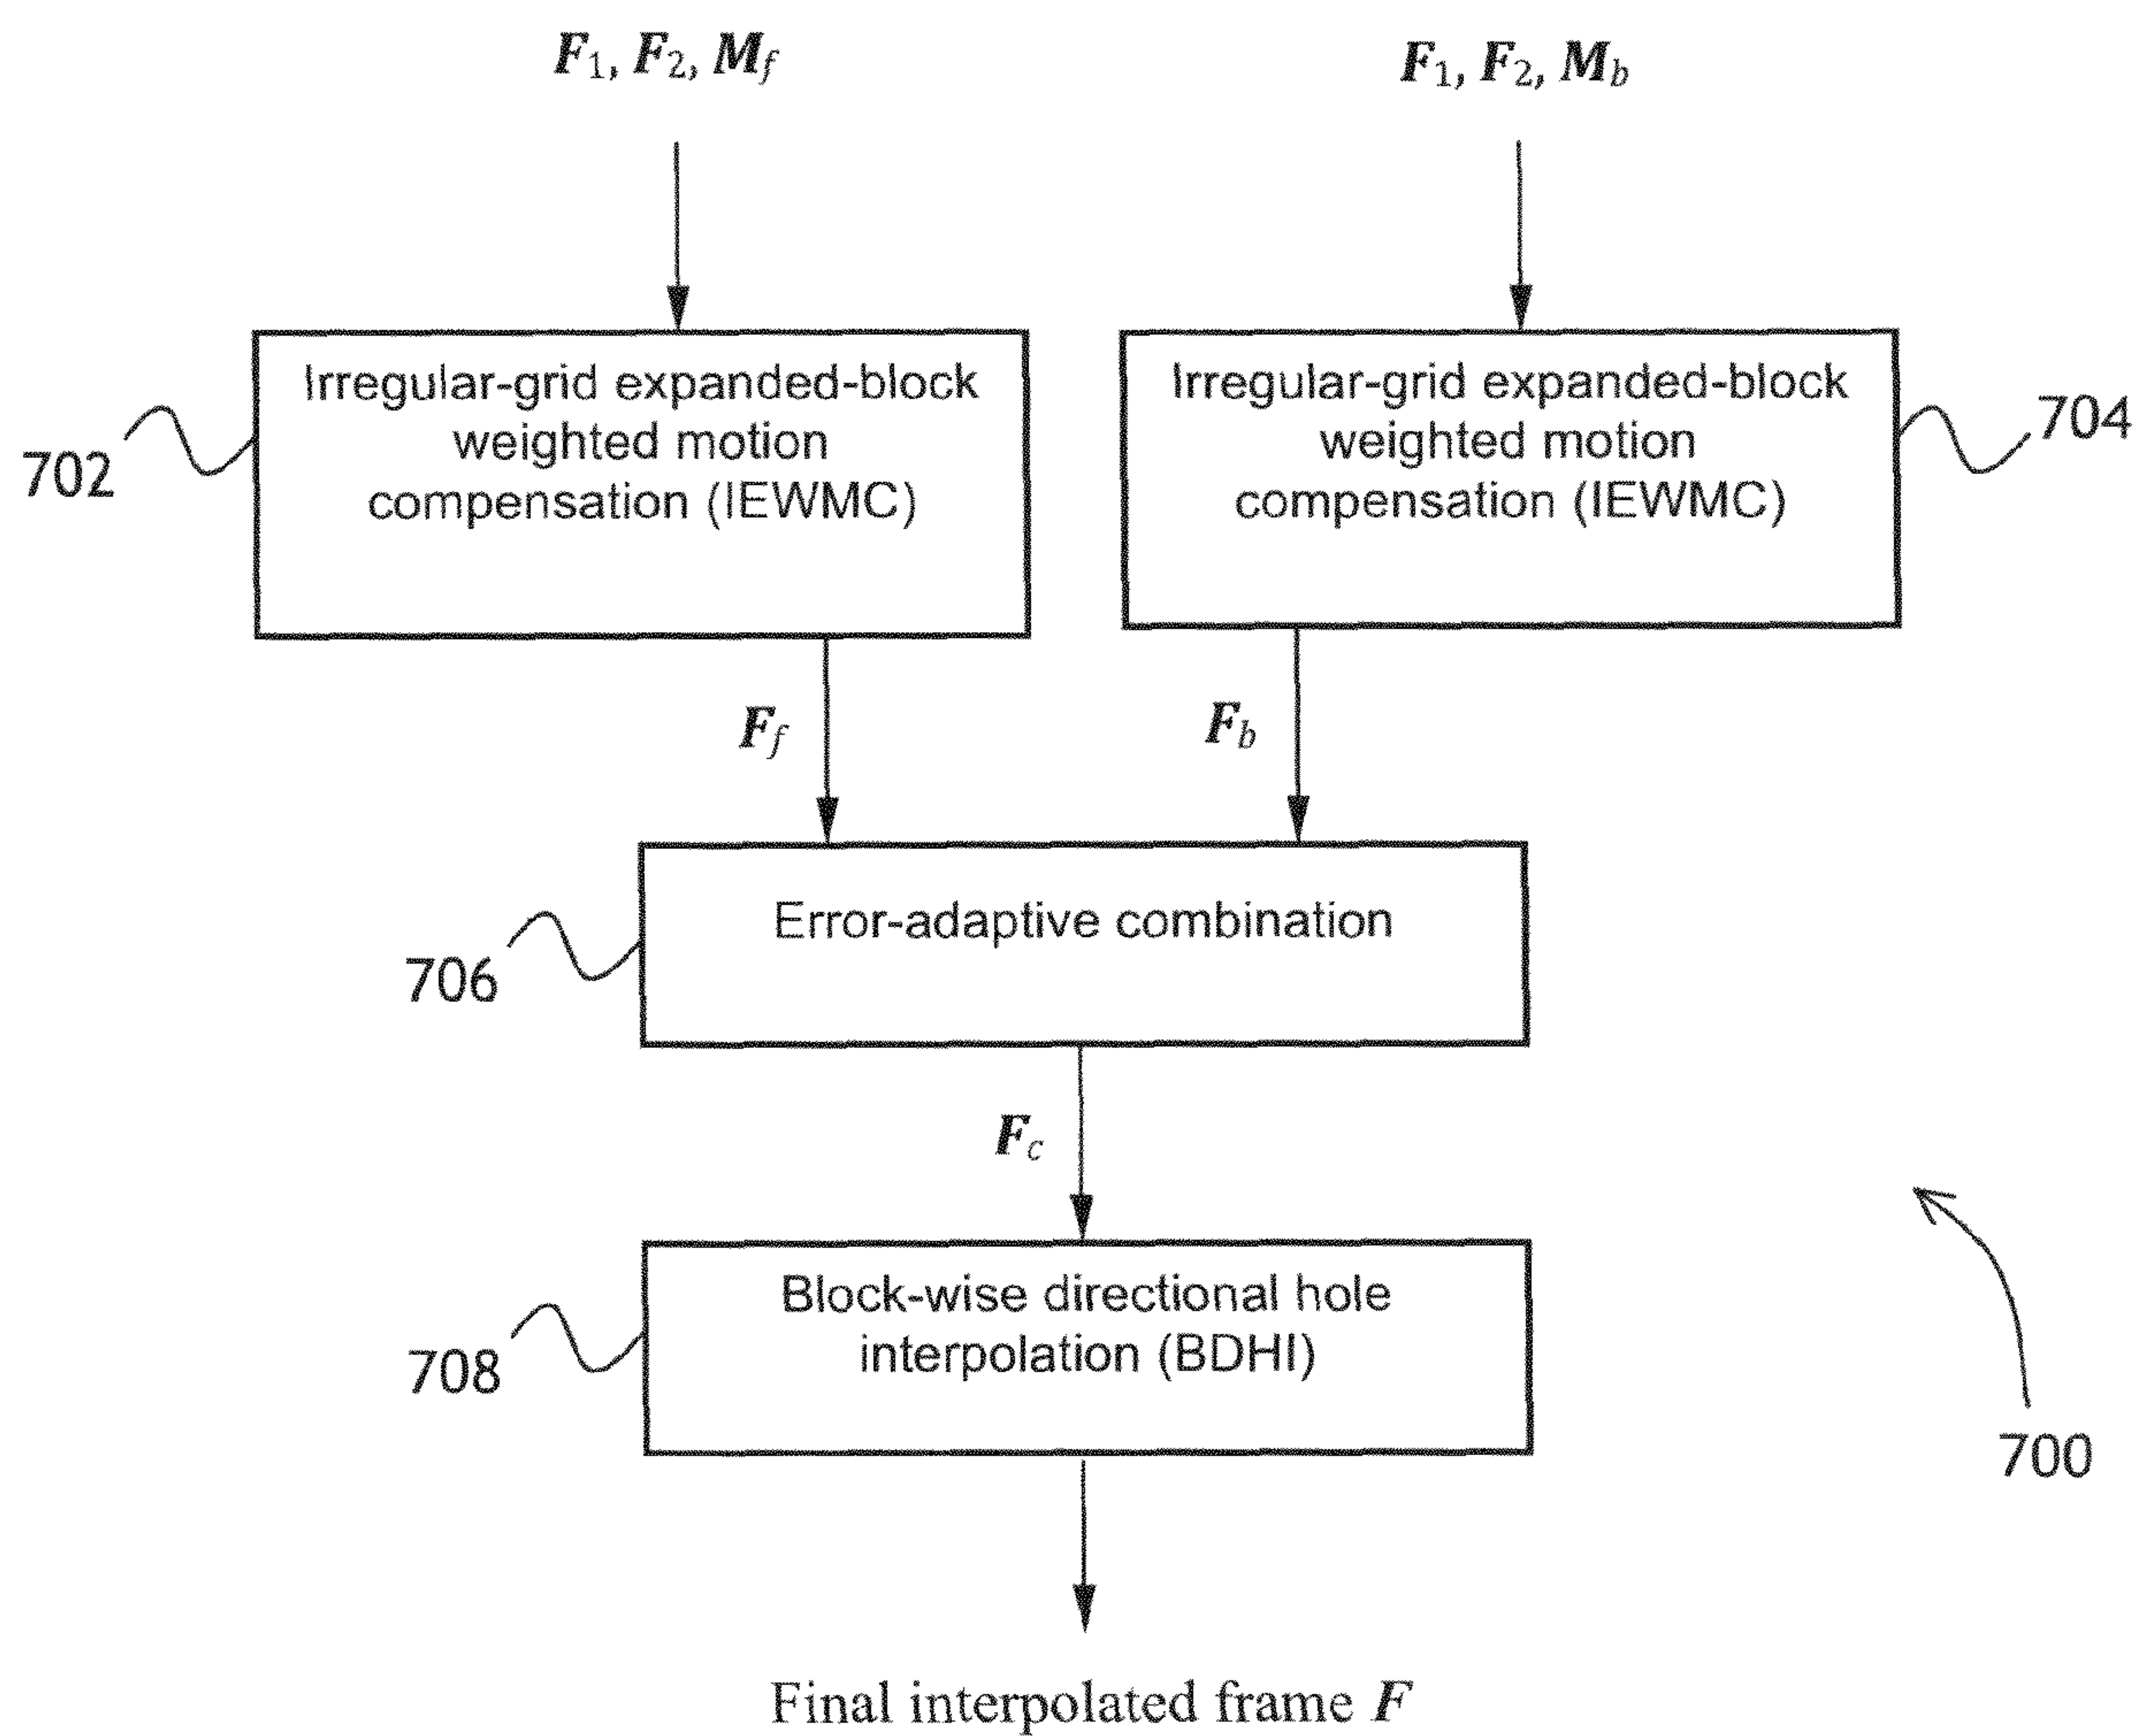 F1, F2, Mf
F1, F2, Mb
Irregular-grid expanded-block
weighted motion
compensation (IEWMC)
702
Irregular-grid expanded-block
weighted motion
compensation (IEWMC)
704
Ff
Fb
Error-adaptive combination
706
Fc
Block-wise directional hole
interpolation (BDHI)
708
700
Final interpolated frame F